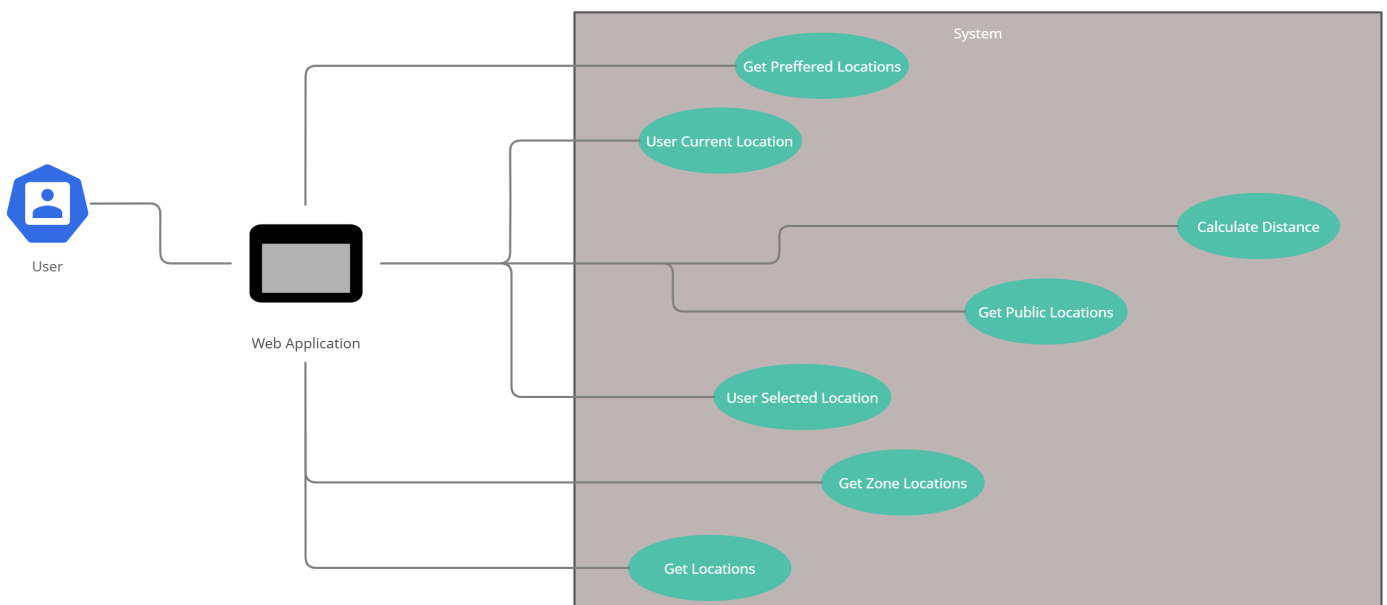 System
Get Preffered Locations
User Current Location
Calculate Distance
User
Get Public Locations
Web Application
User Selected Location
Get Zone Locations
Get Locations